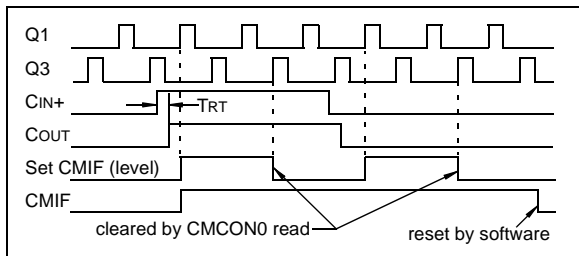 Q1
Q3
CIN+
TRT
COUT
Set CMIF (level)
CMIF
cleared by CMCON0 read
reset by software